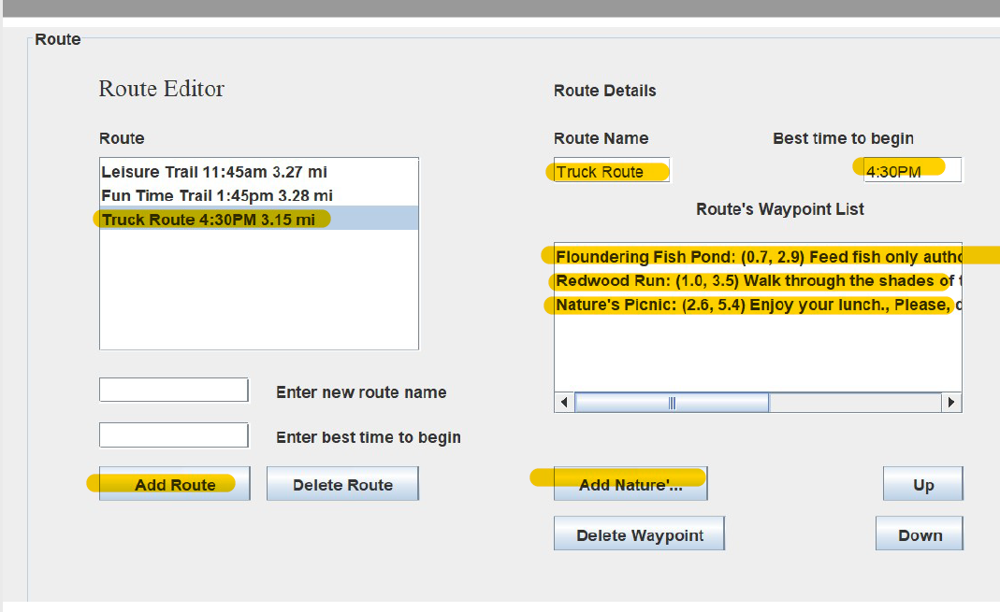 Route
Route Editor
Route
Leisure Trail 11:45am 3.27 mi
Fun Time Trail 1:45pm 3.28 mi
Truck Route 4:30PM 3.15 mi
Enter new route name
Enter best time to begin
Add Route
Delete Route
Route Details
Route Name
Best time to begin
Truck Route
4:30PM
Route's Waypoint List
Floundering Fish Pond: (0.7, 2.9) Feed fish only
Redwood Run: (1.0, 3.5) Walk through the shades of
Nature's Picnic: (2.6, 5.4) Enjoy your lunch., Please,
Add Nature'...
Up
Delete Waypoint
Down